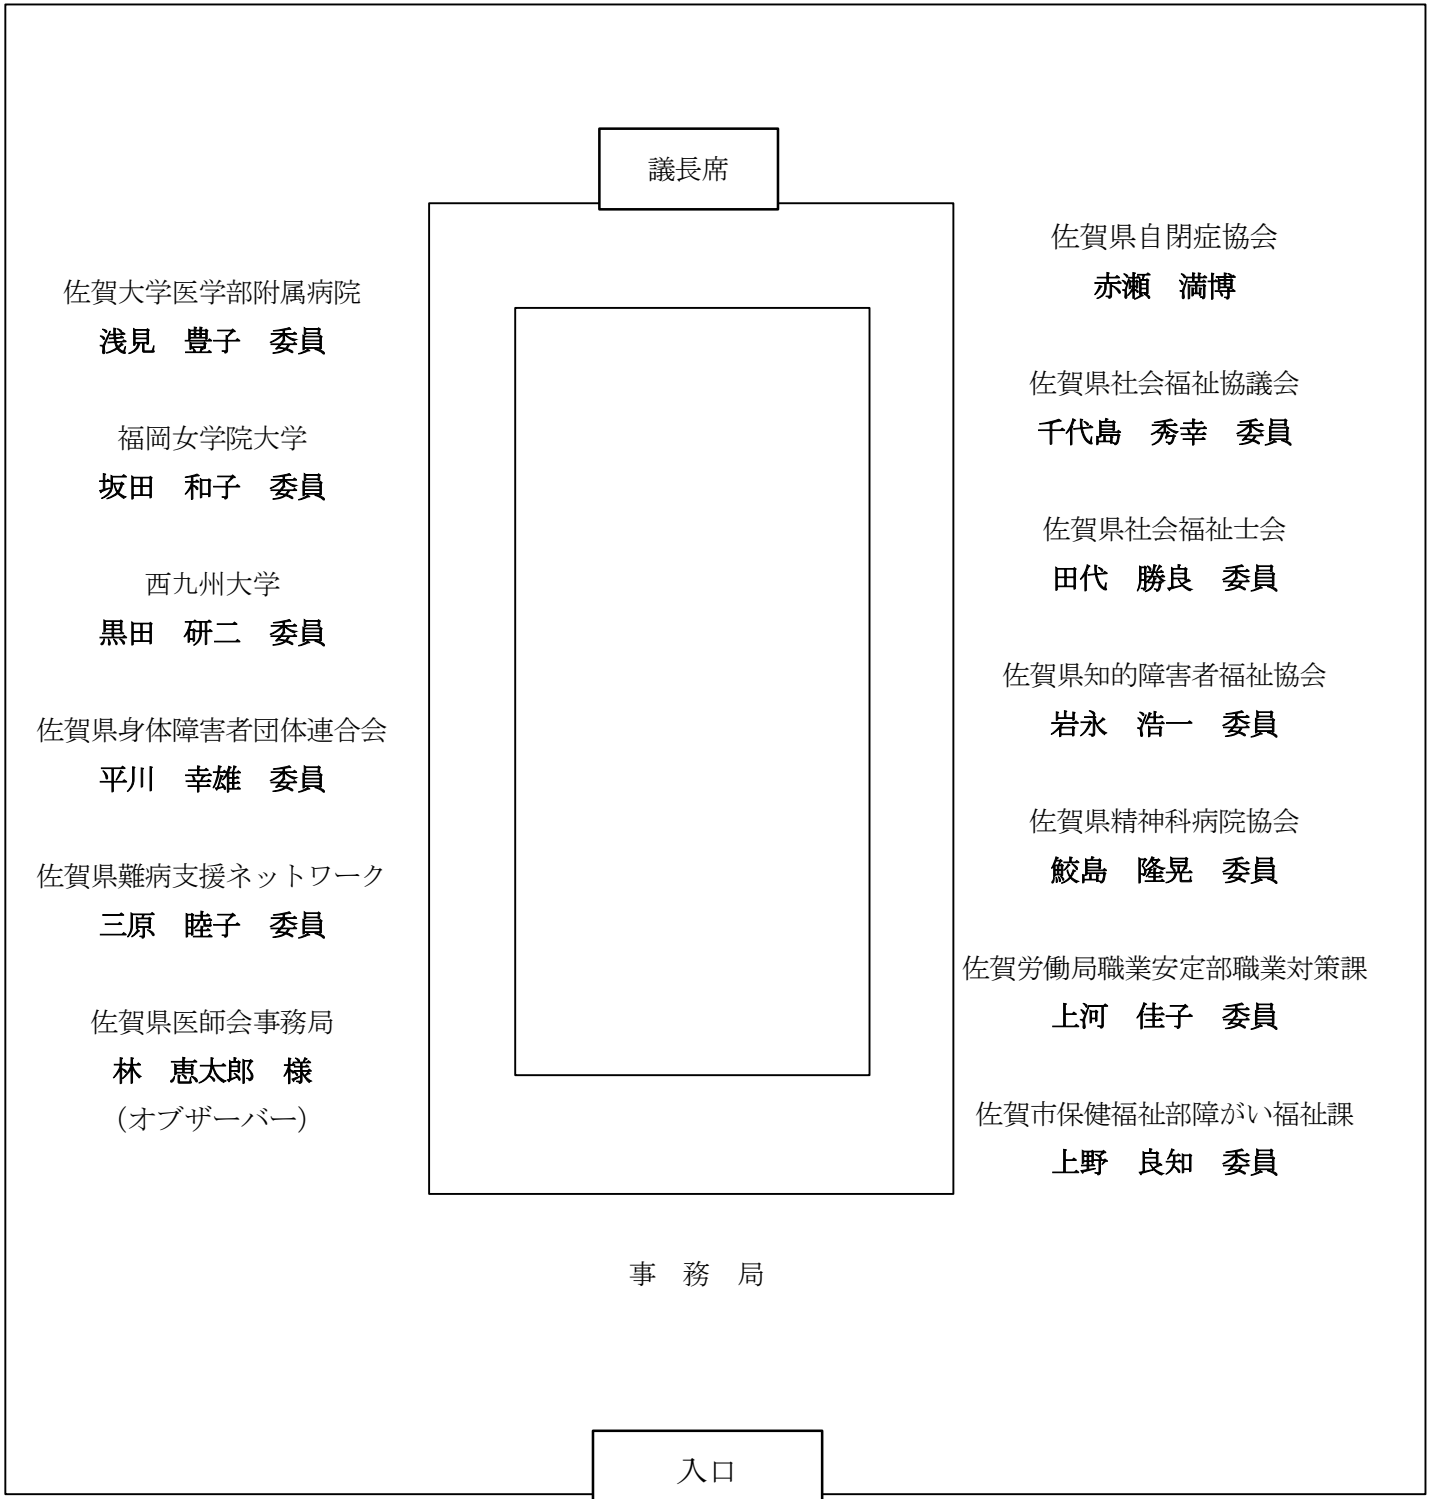 議長席
佐賀大学医学部附属病院
浅見　豊子　委員
福岡女学院大学
坂田　和子　委員
西九州大学
黒田　研二　委員
佐賀県身体障害者団体連合会
平川　幸雄　委員
佐賀県難病支援ネットワーク
三原　睦子　委員
佐賀県医師会事務局
林　恵太郎　様
（オブザーバー）
佐賀県自閉症協会
赤瀬　満博
佐賀県社会福祉協議会
千代島　秀幸　委員
佐賀県社会福祉士会
田代　勝良　委員
佐賀県知的障害者福祉協会
岩永　浩一　委員
佐賀県精神科病院協会
鮫島　隆晃　委員
佐賀労働局職業安定部職業対策課
上河　佳子　委員
佐賀市保健福祉部障がい福祉課
上野　良知　委員
事　務　局
入口